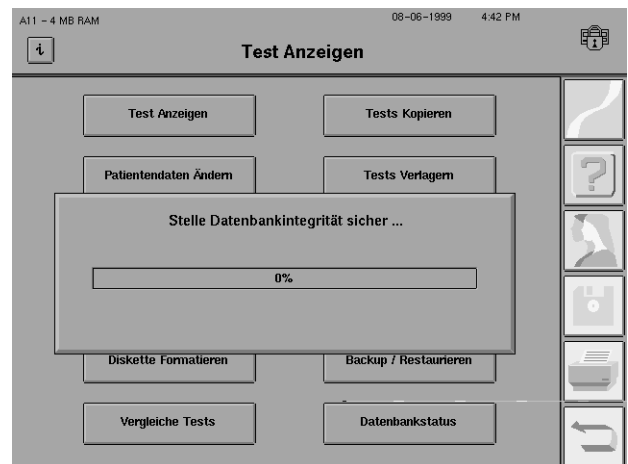 A11 - 4 MB RAM
08-06-1999 4:42 PM
i
Test Anzeigen
Test Anzeigen
Tests Kopieren
Patientendaten Ändern
Tests Verlagern
Stelle Datenbankintegrität sicher ...
0%
Diskette Formatieren
Backup / Restaurieren
Vergleiche Tests
Datenbankstatus
?